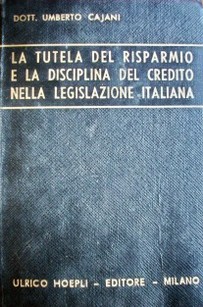 DOTT. UMBERTO CAJANI
LA TUTELA DEL RISPARMIO
E LA DISCIPLINA DEL CREDITO
NELLA LEGISLAZIONE ITALIANA
ULRICO HOEPLI - EDITORE - MILANO